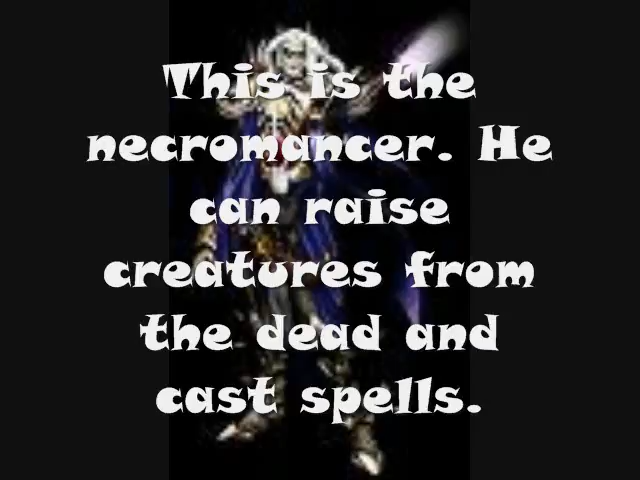 This is the
necromancer. He
can raise
creatures from
the dead and
cast spells.